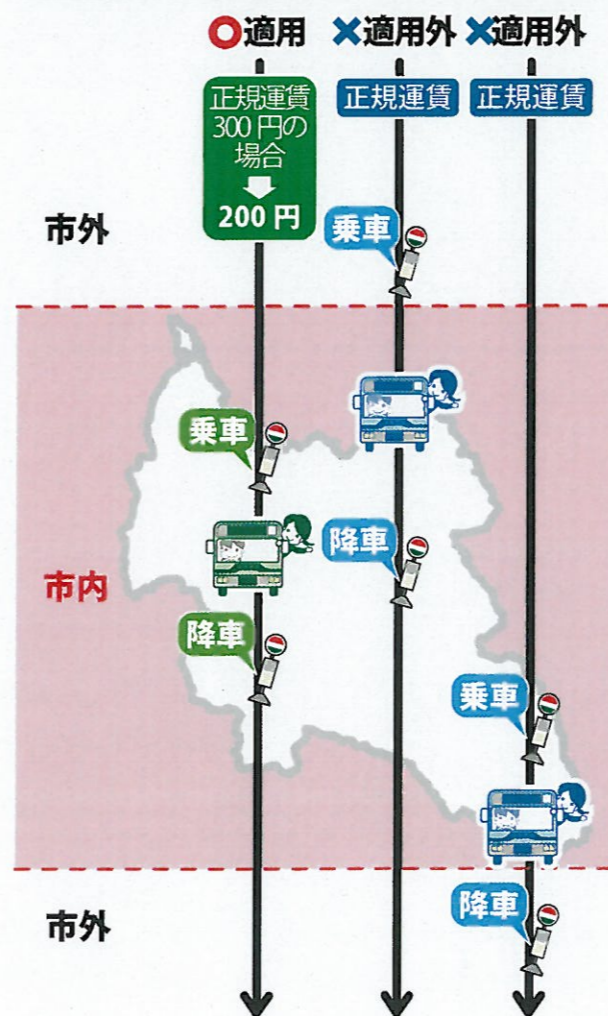 〇適用 ×適用外 ×適用外
正規運賃
300円の
場合
200円
正規運賃
正規運賃
市外
乗車
乗車
降車
市内
降車
乗車
降車
市外